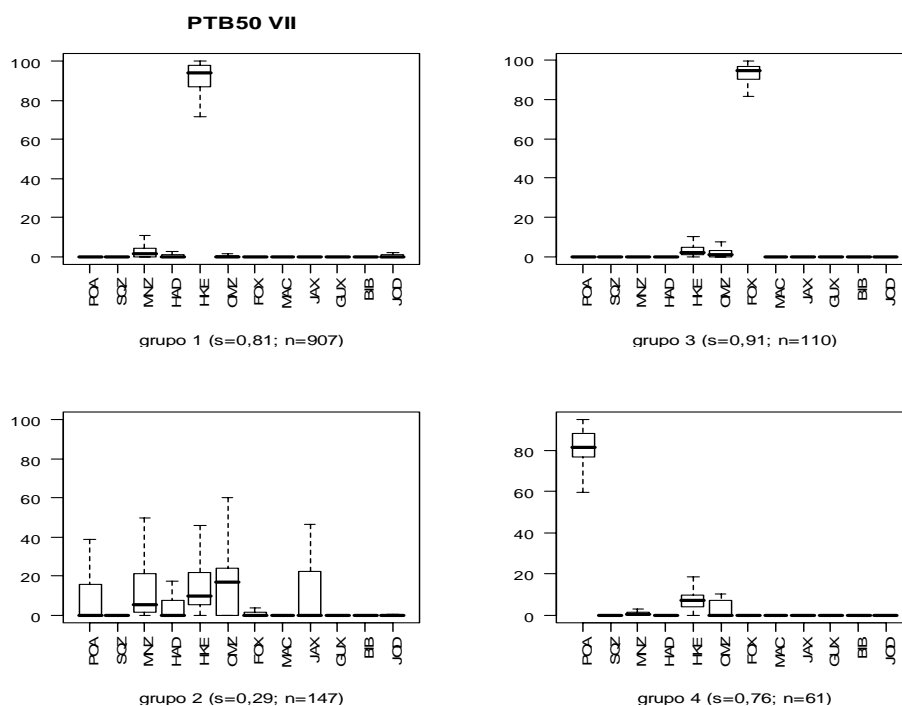 PTB50 VII
100
80
60
40
20
0
POA
SQZ
MNZ
HAD
HKE
OMZ
FOX
MAC
JAX
GUX
BIB
JOD
grupo 1 (s=0,81; n=907)
100
80
60
40
20
0
POA
SQZ
MNZ
HAD
HKE
OMZ
FOX
MAC
JAX
GUX
BIB
JOD
grupo 3 (s=0,91; n=110)
100
80
60
40
20
0
POA
SQZ
MNZ
HAD
HKE
OMZ
FOX
MAC
JAX
GUX
BIB
JOD
grupo 2 (s=0,29; n=147)
80
60
40
20
0
POA
SQZ
MNZ
HAD
HKE
OMZ
FOX
MAC
JAX
GUX
BIB
JOD
grupo 4 (s=0,76; n=61)